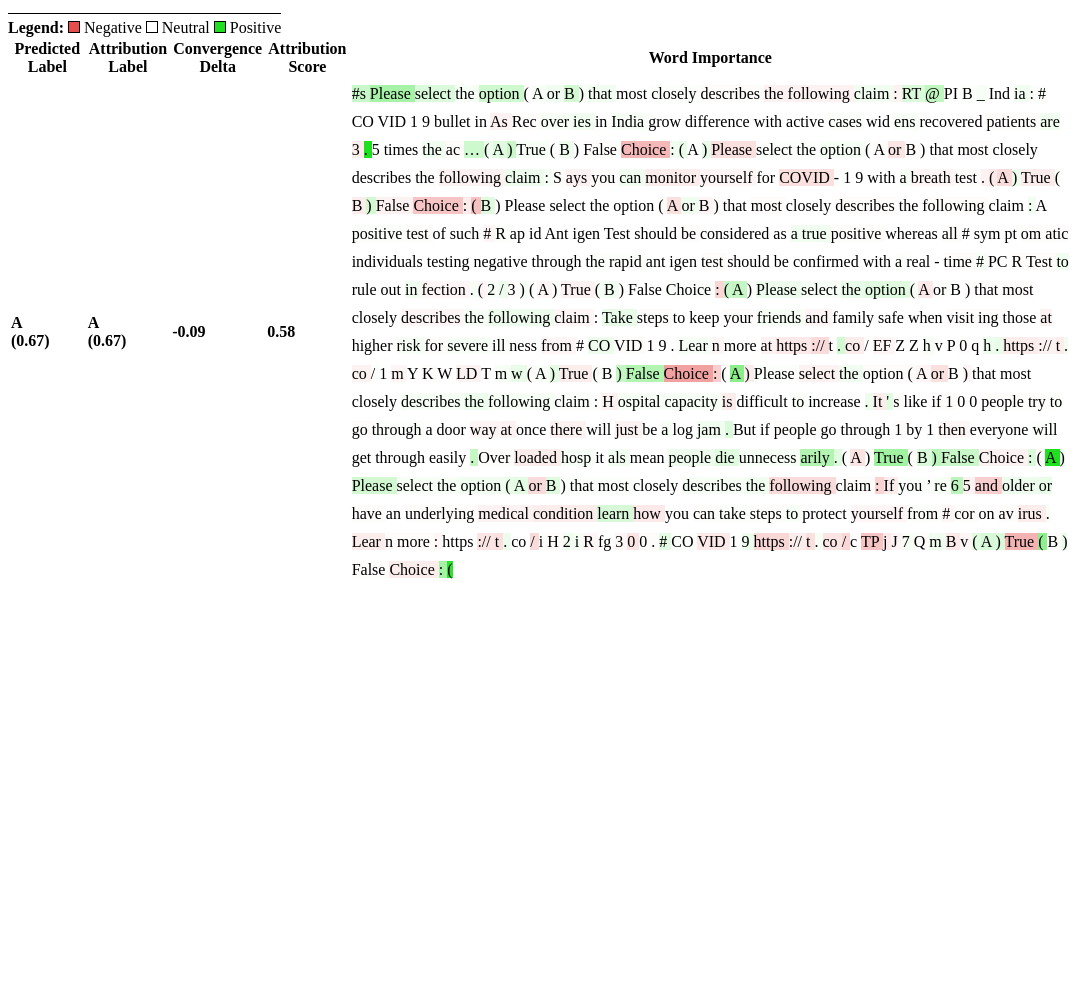 Legend: Negative Neutral Positive
Predicted Label Attribution Label Convergence Delta Attribution Score Word Importance
A (0.67) A (0.67) -0.09 0.58
#s Please select the option ( A or B ) that most closely describes the following claim : RT @ PI B _ Ind ia : #
CO VID 1 9 bullet in As Rec over ies in India grow difference with active cases wid ens recovered patients are
3 . 5 times the ac … ( A ) True ( B ) False Choice : ( A ) Please select the option ( A or B ) that most closely
describes the following claim : S ays you can monitor yourself for COVID - 1 9 with a breath test . ( A ) True (
B ) False Choice : ( B ) Please select the option ( A or B ) that most closely describes the following claim : A
positive test of such # R ap id Ant igen Test should be considered as a true positive whereas all # sym pt om atic
individuals testing negative through the rapid ant igen test should be confirmed with a real - time # PC R Test to
rule out in fection . ( 2 / 3 ) ( A ) True ( B ) False Choice : ( A ) Please select the option ( A or B ) that most
closely describes the following claim : Take steps to keep your friends and family safe when visit ing those at
higher risk for severe ill ness from # CO VID 1 9 . Lear n more at https :// t . co / EF Z Z h v P 0 q h . https :// t .
co / 1 m Y K W LD T m w ( A ) True ( B ) False Choice : ( A ) Please select the option ( A or B ) that most
closely describes the following claim : H ospital capacity is difficult to increase . It ' s like if 1 0 0 people try to
go through a door way at once there will just be a log jam . But if people go through 1 by 1 then everyone will
get through easily . Over loaded hosp it als mean people die unnecess arily . ( A ) True ( B ) False Choice : ( A )
Please select the option ( A or B ) that most closely describes the following claim : If you ’ re 6 5 and older or
have an underlying medical condition learn how you can take steps to protect yourself from # cor on av irus .
Lear n more : https :// t . co / i H 2 i R fg 3 0 0 . # CO VID 1 9 https :// t . co / c TP j J 7 Q m B v ( A ) True ( B )
False Choice : (